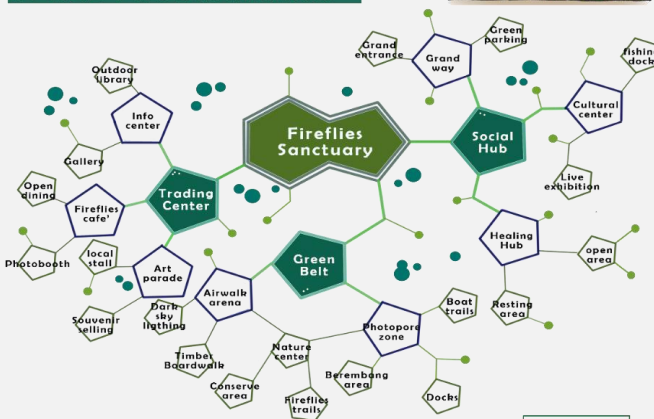 Fireflies
Sanctuary
Trading
Center
Info
center
Outdoor
library
Gallery
Fireflies
cafe'
Open
dining
Photobooth
Art
parade
local
stall
Souvenir
selling
Dark
sky
ligthing
Green
Belt
Airwalk
arena
Timber
Boardwalk
Conserve
area
Nature
center
Fireflies
trails
Photopore
zone
Berembang
area
Boat
trails
Docks
Social
Hub
Grand
way
Grand
entrance
Green
parking
Cultural
center
fishing
dock
Live
exhibition
Healing
Hub
open
area
Resting
area